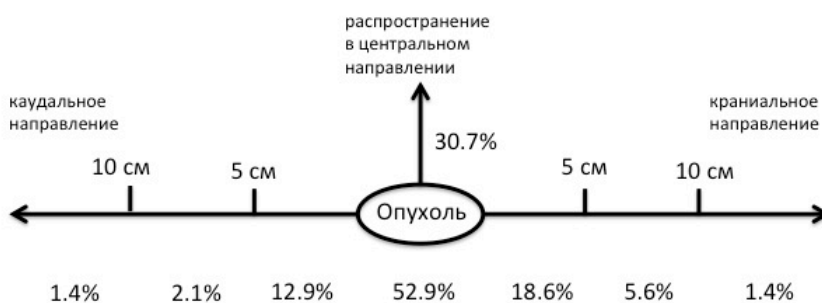 распространение
в центральном
направлении
каудальное
направление
краниальное
направление
30.7%
10 см
5 см
5 см
10 см
Опухоль
1.4%
2.1%
12.9%
52.9%
18.6%
5.6%
1.4%